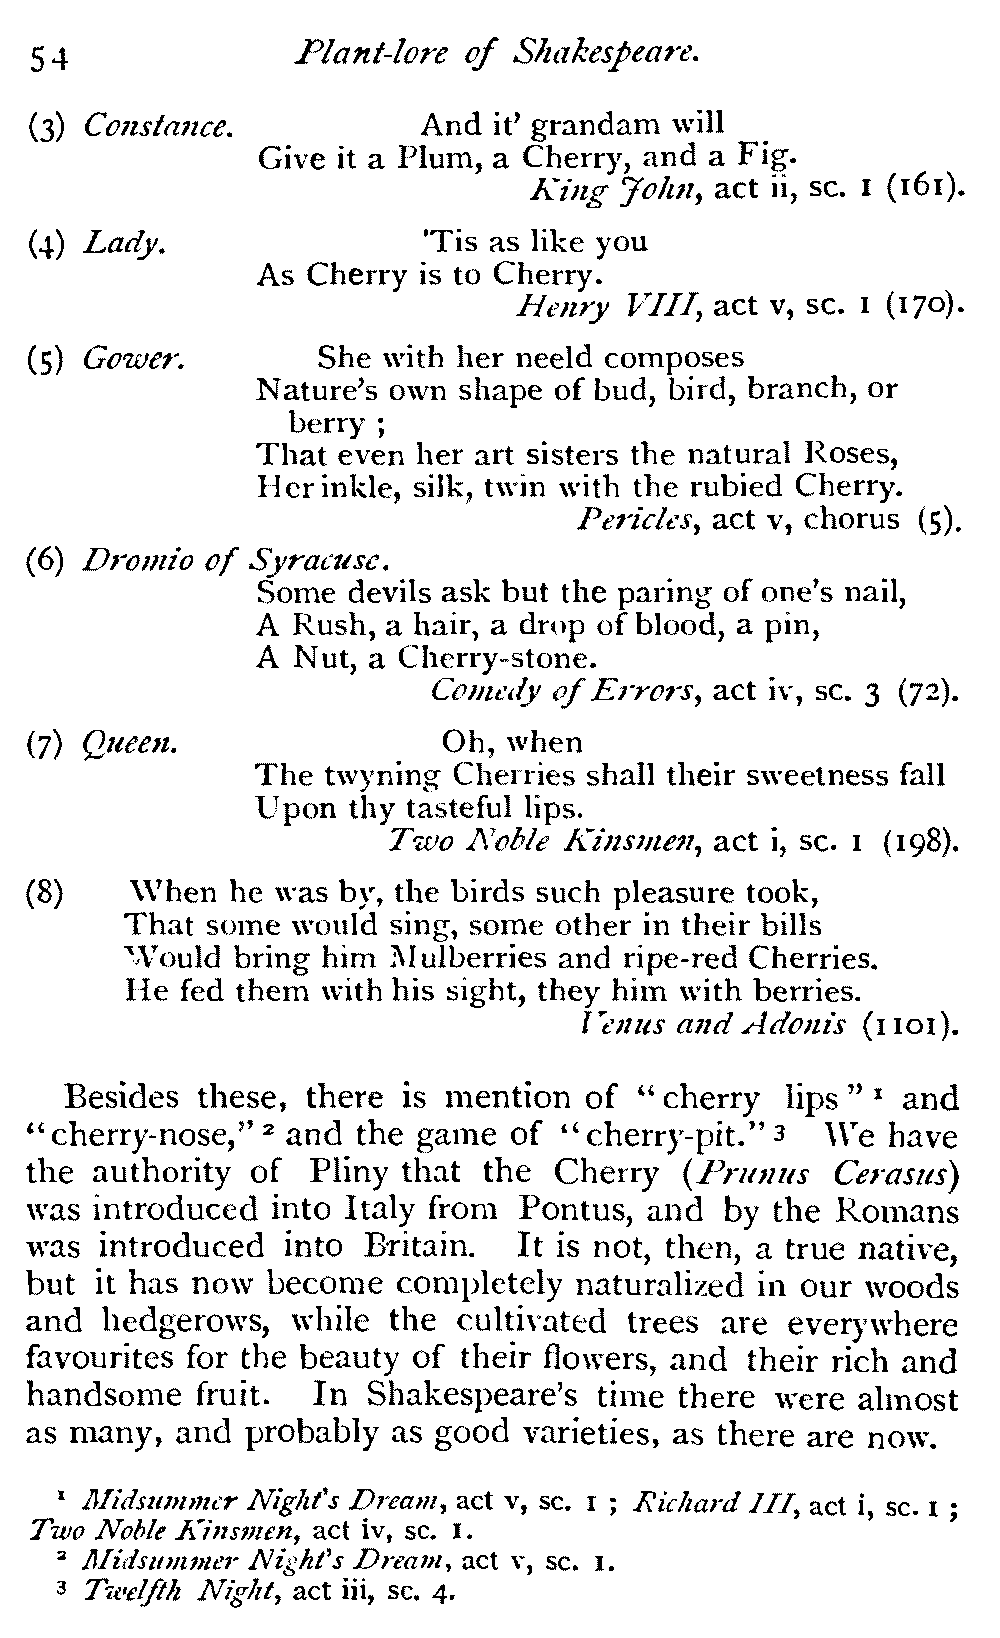 54 Plant-lore of Shakespeare.
(3) Constance. And it' grandam will
Give it a Plum, a Cherry, and a Fig.
King John, act ii, sc. 1 (161).
(4) Lady. 'Tis as like you
As Cherry is to Cherry.
Henry VIII, act v, sc. 1 (170).
(5) Gower. She with her neeld composes
Nature's own shape of bud, bird, branch, or
berry ;
That even her art sisters the natural Roses,
Her inkle, silk, twin with the rubied Cherry.
Pericles, act v, chorus (5).
(6) Dromio of Syracuse.
Some devils ask but the paring of one's nail,
A Rush, a hair, a drop of blood, a pin,
A Nut, a Cherry-stone.
Comedy of Errors, act iv, sc. 3 (72).
(7) Queen. Oh, when
The twyning Cherries shall their sweetness fall
Upon thy tasteful lips.
Two Noble Kinsmen, act i, sc. 1 (198).
(8) When he was by, the birds such pleasure took,
That some would sing, some other in their bills
Would bring him Mulberries and ripe-red Cherries.
He fed them with his sight, they him with berries.
Venus and Adonis (1101).
Besides these, there is mention of "cherry lips" ¹ and
"cherry-nose," ² and the game of "cherry-pit." ³ We have
the authority of Pliny that the Cherry (Prunus Cerasus)
was introduced into Italy from Pontus, and by the Romans
was introduced into Britain. It is not, then, a true native,
but it has now become completely naturalized in our woods
and hedgerows, while the cultivated trees are everywhere
favourites for the beauty of their flowers, and their rich and
handsome fruit. In Shakespeare's time there were almost
as many, and probably as good varieties, as there are now.
¹ Midsummer Night's Dream, act v, sc. 1 ; Richard III, act i, sc. 1 ;
Two Noble Kinsmen, act iv, sc. 1.
² Midsummer Night's Dream, act v, sc. 1.
³ Twelfth Night, act iii, sc. 4.